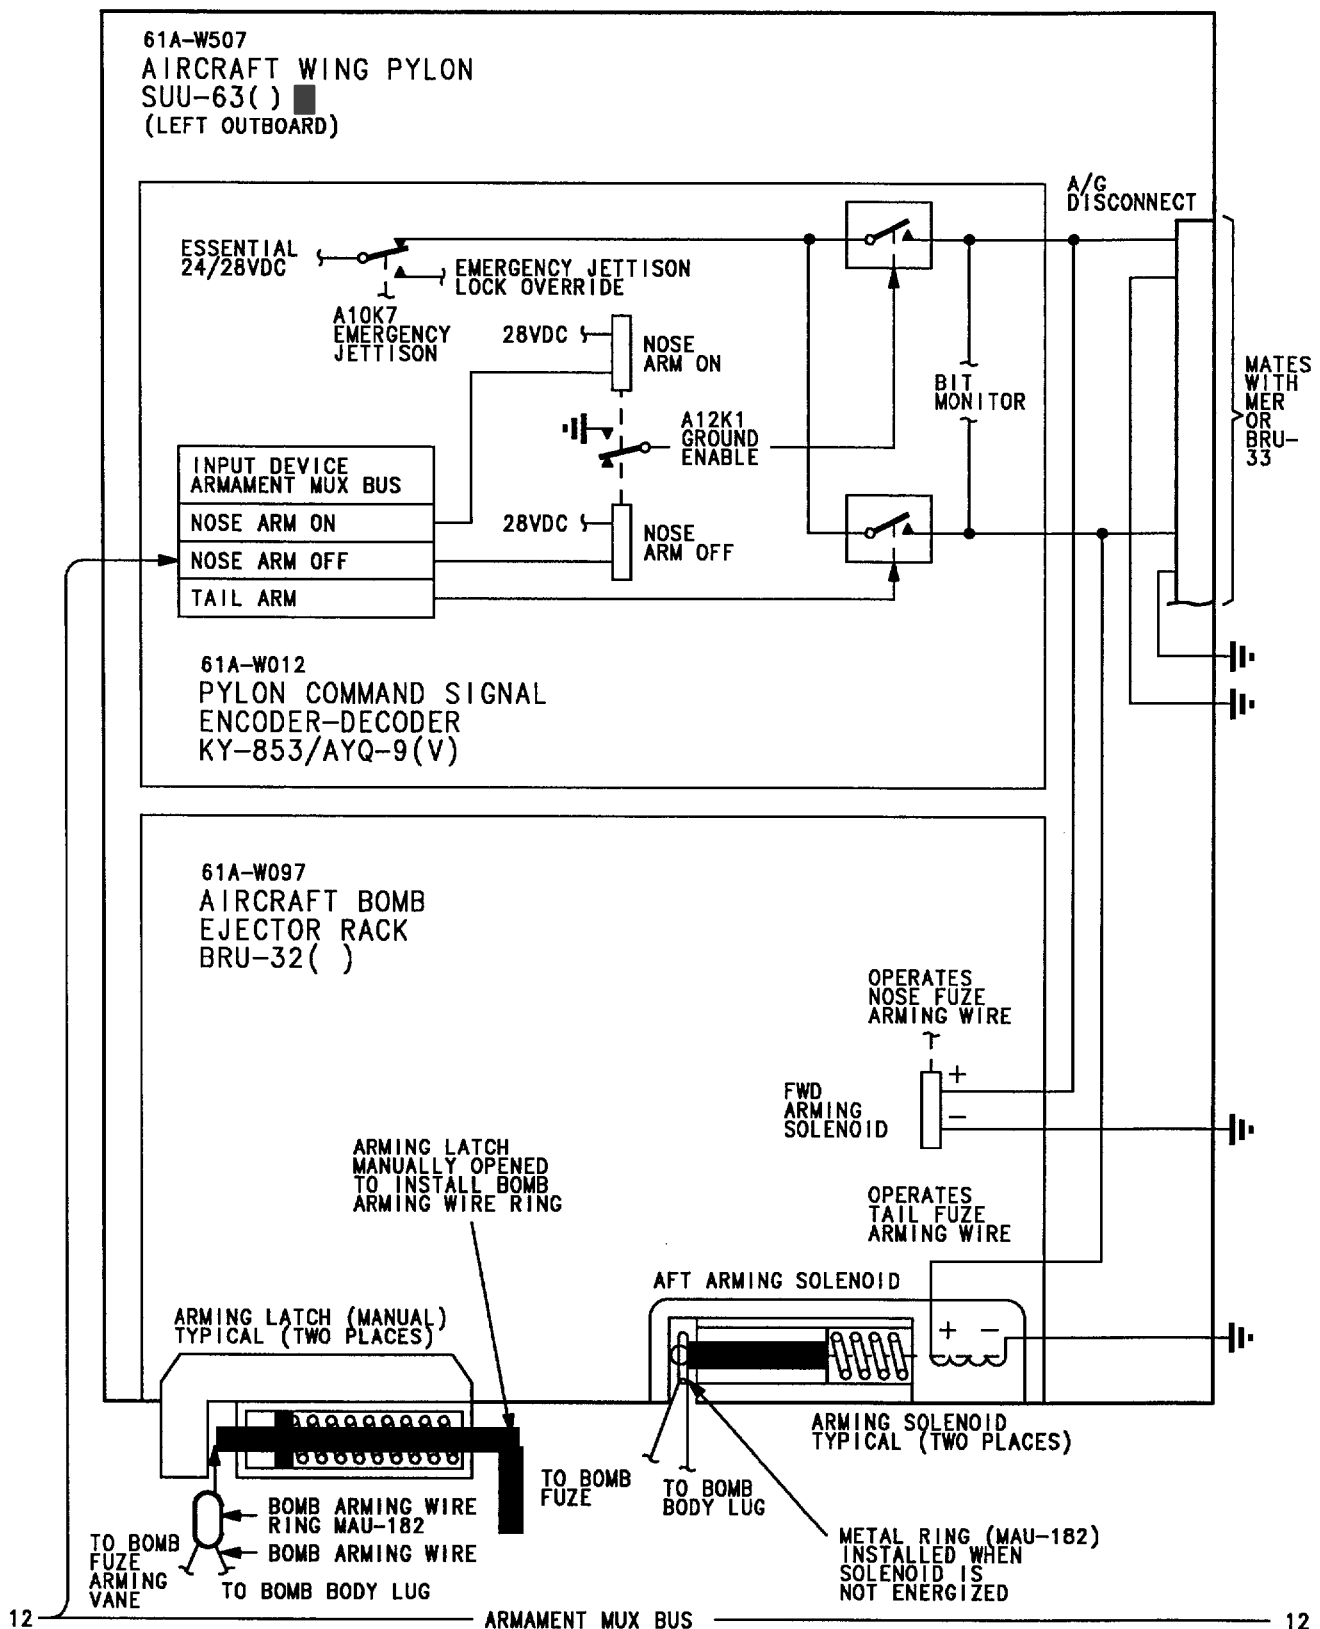 61A-W507
AIRCRAFT WING PYLON
SUU-63( )
(LEFT OUTBOARD)
A/G
DISCONNECT
ESSENTIAL
24/28VDC
EMERGENCY JETTISON
LOCK OVERRIDE
A10K7
EMERGENCY
JETTISON
28VDC
NOSE
ARM ON
BIT
MONITOR
MATES
WITH
MER
OR
BRU-
33
A12K1
GROUND
ENABLE
INPUT DEVICE
ARMAMENT MUX BUS
NOSE ARM ON
NOSE ARM OFF
TAIL ARM
28VDC
NOSE
ARM OFF
61A-W012
PYLON COMMAND SIGNAL
ENCODER-DECODER
KY-853/AYQ-9(V)
61A-W097
AIRCRAFT BOMB
EJECTOR RACK
BRU-32( )
OPERATES
NOSE FUZE
ARMING WIRE
+
FWD
ARMING
SOLENOID
−
ARMING LATCH
MANUALLY OPENED
TO INSTALL BOMB
ARMING WIRE RING
OPERATES
TAIL FUZE
ARMING WIRE
AFT ARMING SOLENOID
ARMING LATCH (MANUAL)
TYPICAL (TWO PLACES)
+ −
ARMING SOLENOID
TYPICAL (TWO PLACES)
TO BOMB
FUZE
TO BOMB
BODY LUG
BOMB ARMING WIRE
RING MAU-182
BOMB ARMING WIRE
TO BOMB
FUZE
ARMING
VANE
TO BOMB BODY LUG
METAL RING (MAU-182)
INSTALLED WHEN
SOLENOID IS
NOT ENERGIZED
12 ARMAMENT MUX BUS 12